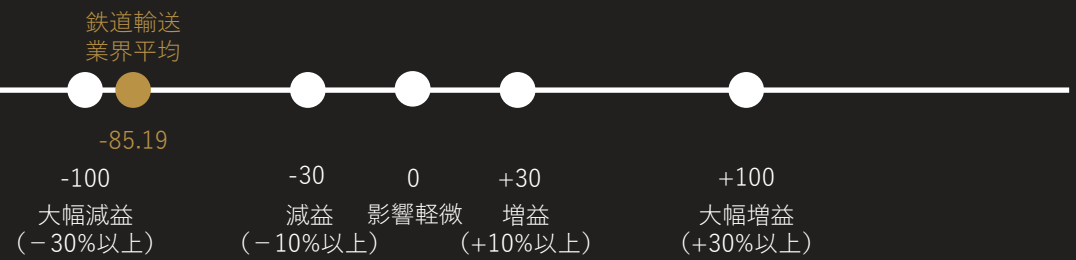 鉄道輸送
業界平均
-85.19
-100
-30
0
+30
+100
大幅減益
減益
影響軽微
増益
大幅増益
（－30%以上）
（－10%以上）
（+10%以上）
（+30%以上）